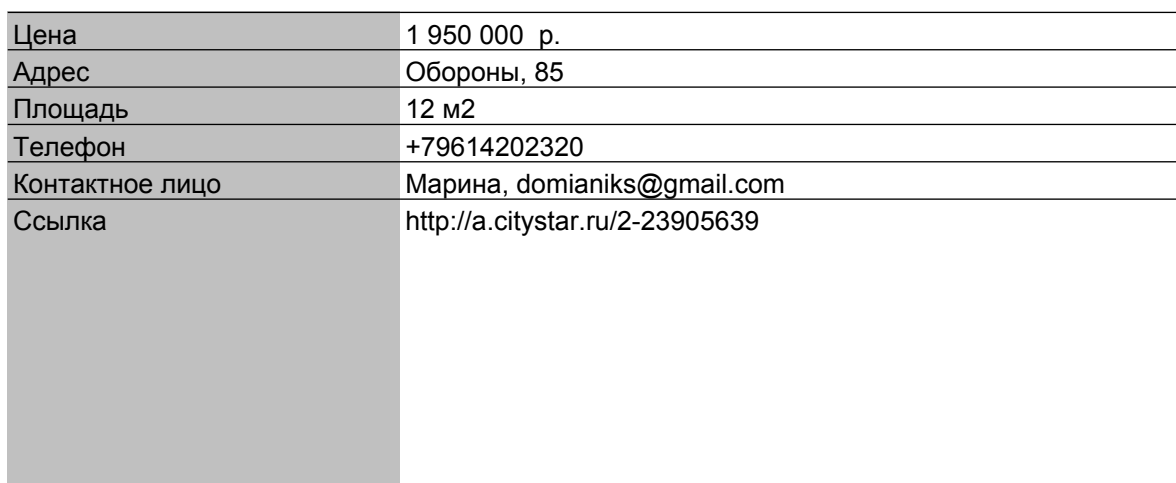 Цена 1 950 000 р.
Адрес Обороны, 85
Площадь 12 м2
Телефон +79614202320
Контактное лицо Марина, domianiks@gmail.com
Ссылка http://a.citystar.ru/2-23905639